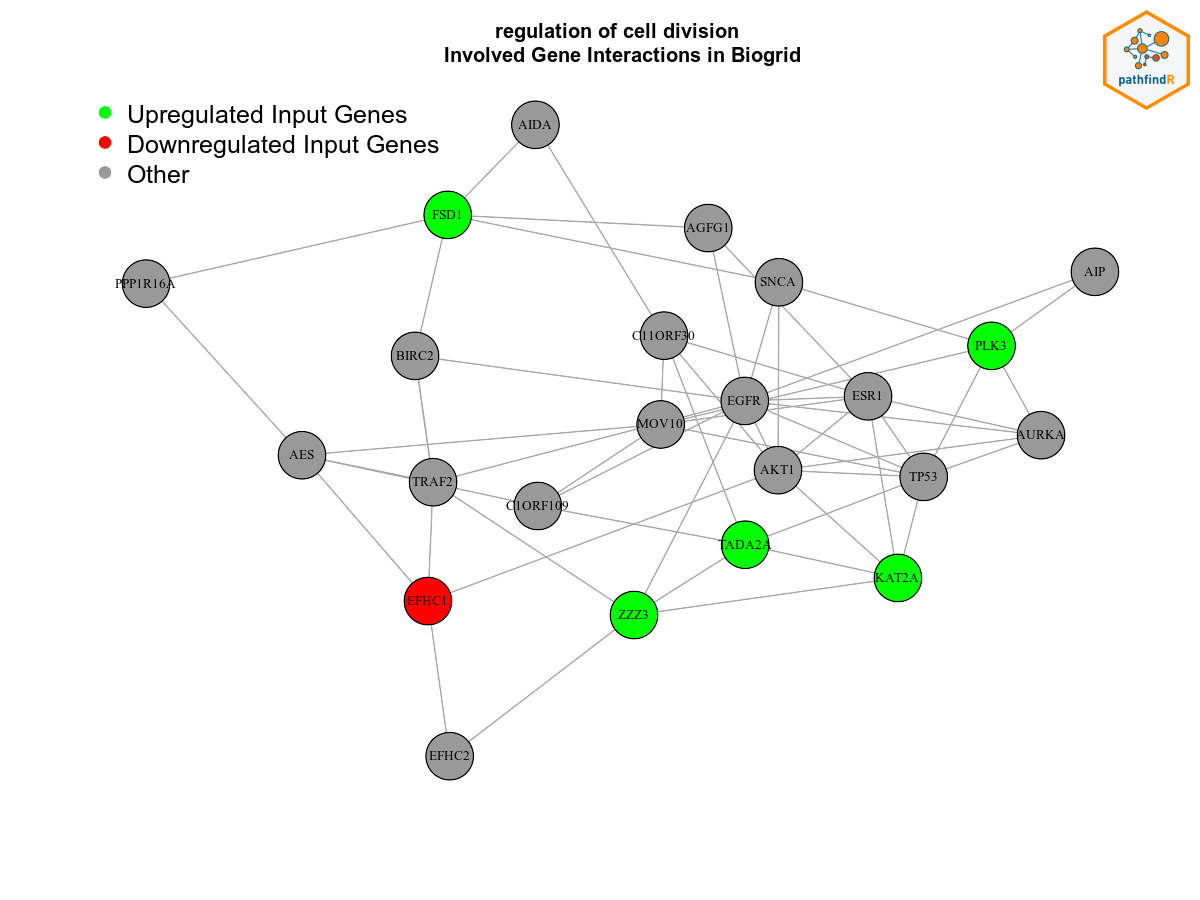 regulation of cell division
Involved Gene Interactions in Biogrid
pathfindR
Upregulated Input Genes
Downregulated Input Genes
Other
AIDA
FSD1
AGFG1
PPP1R16A
SNCA
AIP
C11ORF30
BIRC2
PLK3
EGFR
ESR1
MOV10
AURKA
AES
TRAF2
AKT1
TP53
C1ORF109
TADA2A
KAT2A
EFHC1
ZZZ3
EFHC2